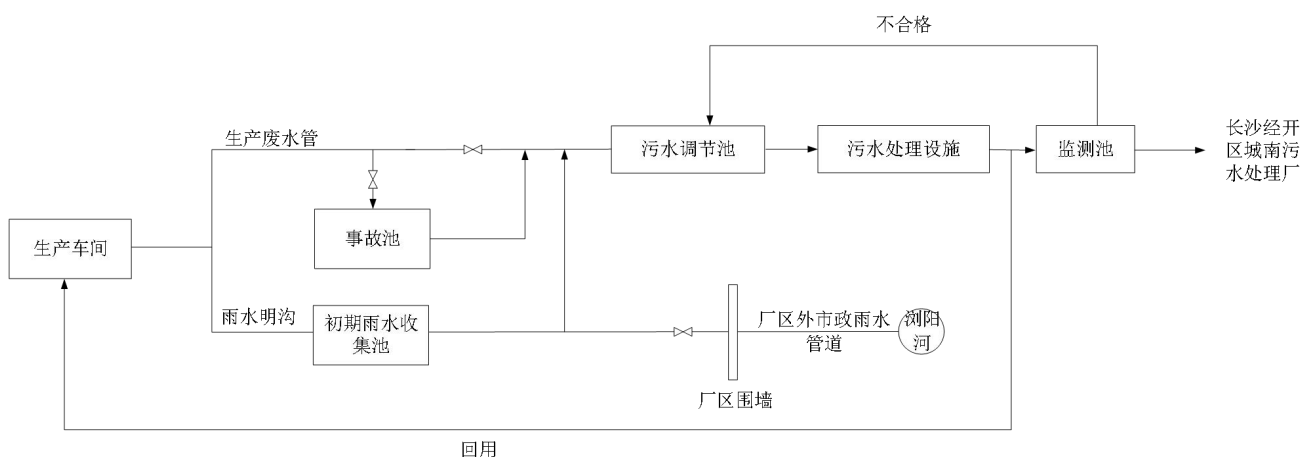 不合格
生产废水管
污水调节池
污水处理设施
监测池
长沙经开
区城南污
水处理厂
生产车间
事故池
雨水明沟
初期雨水收
集池
厂区外市政雨水
管道
浏阳
河
厂区围墙
回用